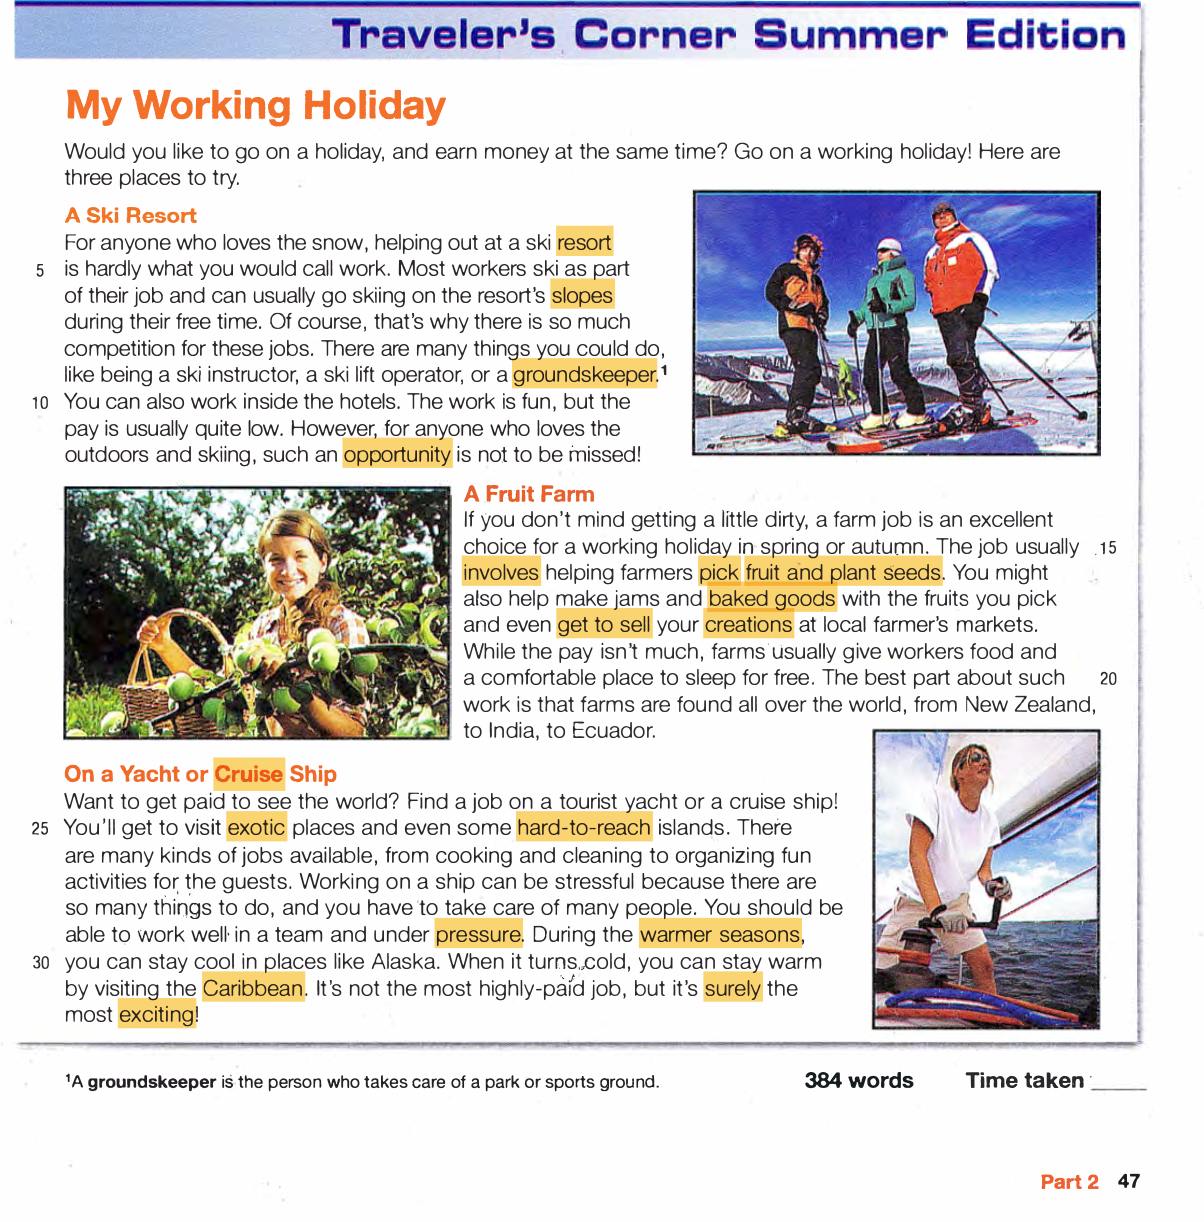 Traveler's Corner Summer Edition
My Working Holiday
Would you like to go on a holiday, and earn money at the same time? Go on a working holiday! Here are
three places to try.
A Ski Resort
For anyone who loves the snow, helping out at a ski resort
5 is hardly what you would call work. Most workers ski as part
of their job and can usually go skiing on the resort's slopes
during their free time. Of course, that's why there is so much
competition for these jobs. There are many things you could do,
like being a ski instructor, a ski lift operator, or a groundskeeper.¹
10 You can also work inside the hotels. The work is fun, but the
pay is usually quite low. However, for anyone who loves the
outdoors and skiing, such an opportunity is not to be missed!
A Fruit Farm
If you don't mind getting a little dirty, a farm job is an excellent
choice for a working holiday in spring or autumn. The job usually 15
involves helping farmers pick fruit and plant seeds. You might
also help make jams and baked goods with the fruits you pick
and even get to sell your creations at local farmer's markets.
While the pay isn't much, farms usually give workers food and
a comfortable place to sleep for free. The best part about such 20
work is that farms are found all over the world, from New Zealand,
to India, to Ecuador.
On a Yacht or Cruise Ship
Want to get paid to see the world? Find a job on a tourist yacht or a cruise ship!
25 You'll get to visit exotic places and even some hard-to-reach islands. There
are many kinds of jobs available, from cooking and cleaning to organizing fun
activities for the guests. Working on a ship can be stressful because there are
so many things to do, and you have to take care of many people. You should be
able to work well in a team and under pressure. During the warmer seasons,
30 you can stay cool in places like Alaska. When it turns cold, you can stay warm
by visiting the Caribbean. It's not the most highly-paid job, but it's surely the
most exciting!
¹A groundskeeper is the person who takes care of a park or sports ground.
384 words Time taken _____
Part 2 47